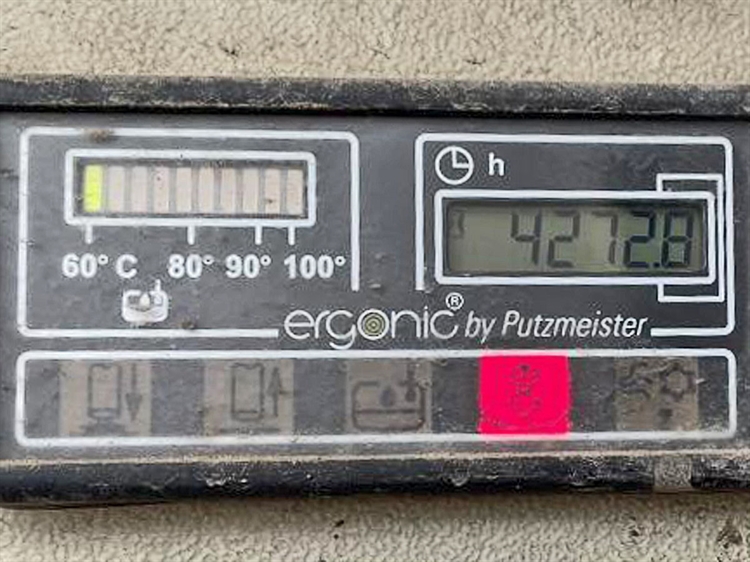 h
4272.8
60° C 80° 90° 100°
ergonic® by Putzmeister